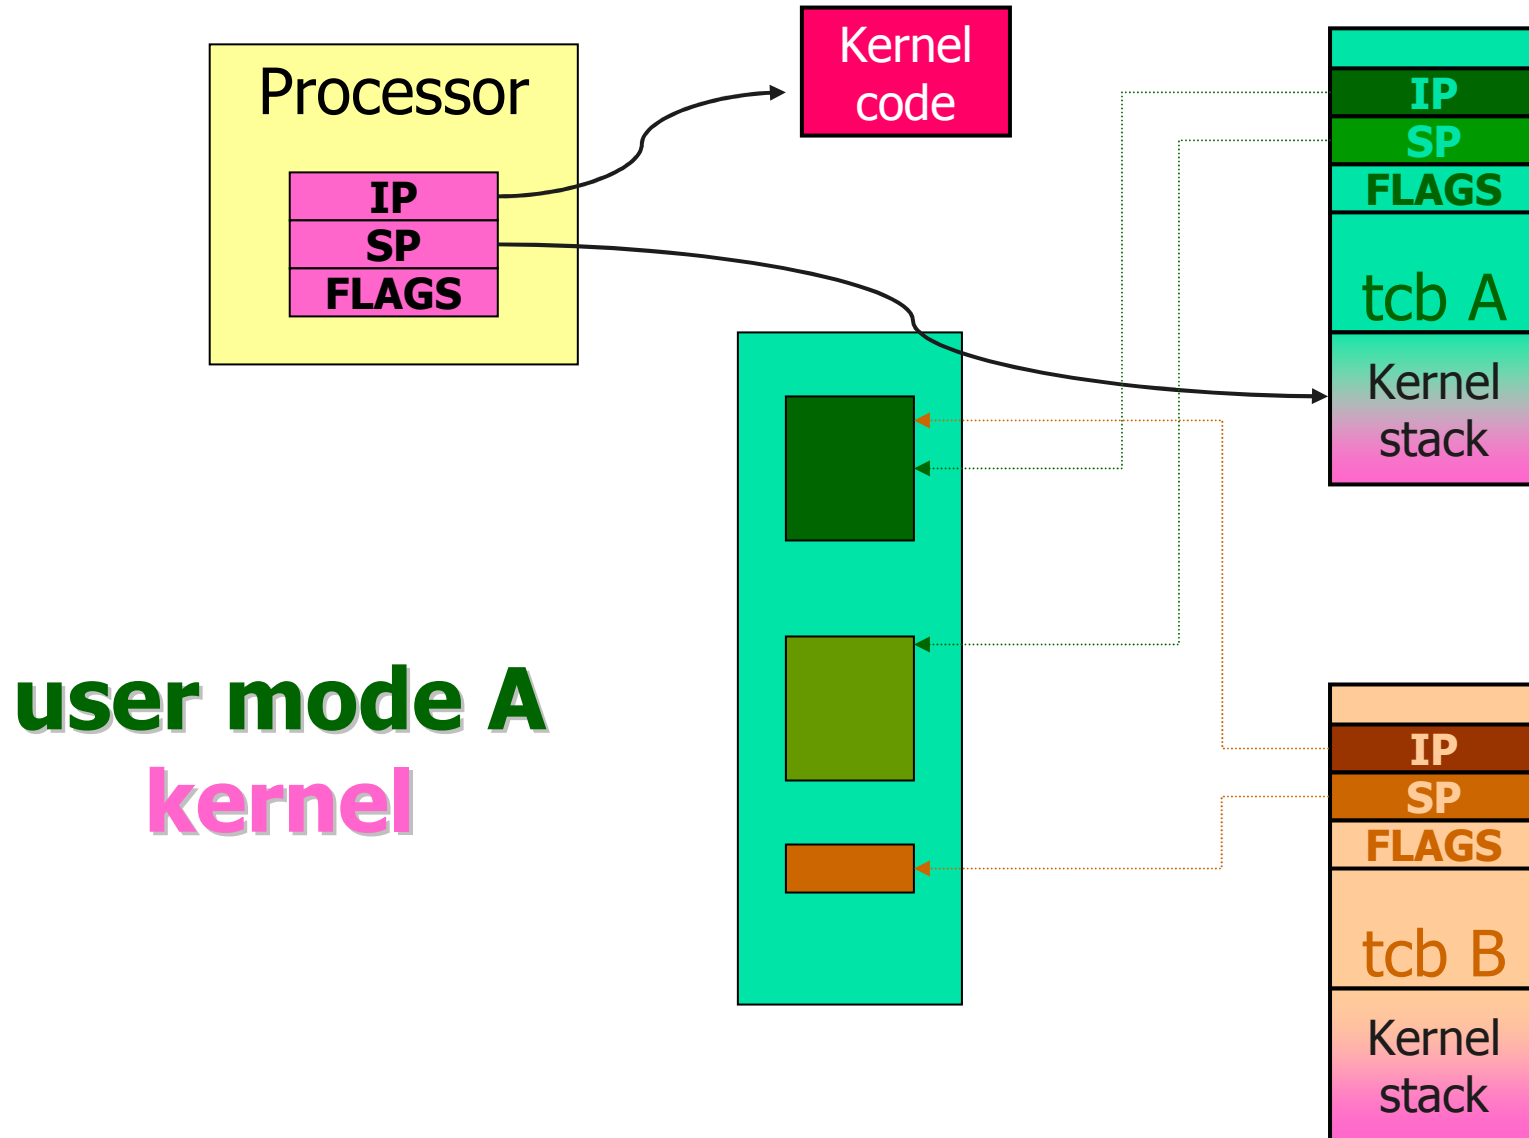 Processor
IP
SP
FLAGS
Kernel
code
IP
SP
FLAGS
tcb A
Kernel
stack
user mode A
kernel
IP
SP
FLAGS
tcb B
Kernel
stack